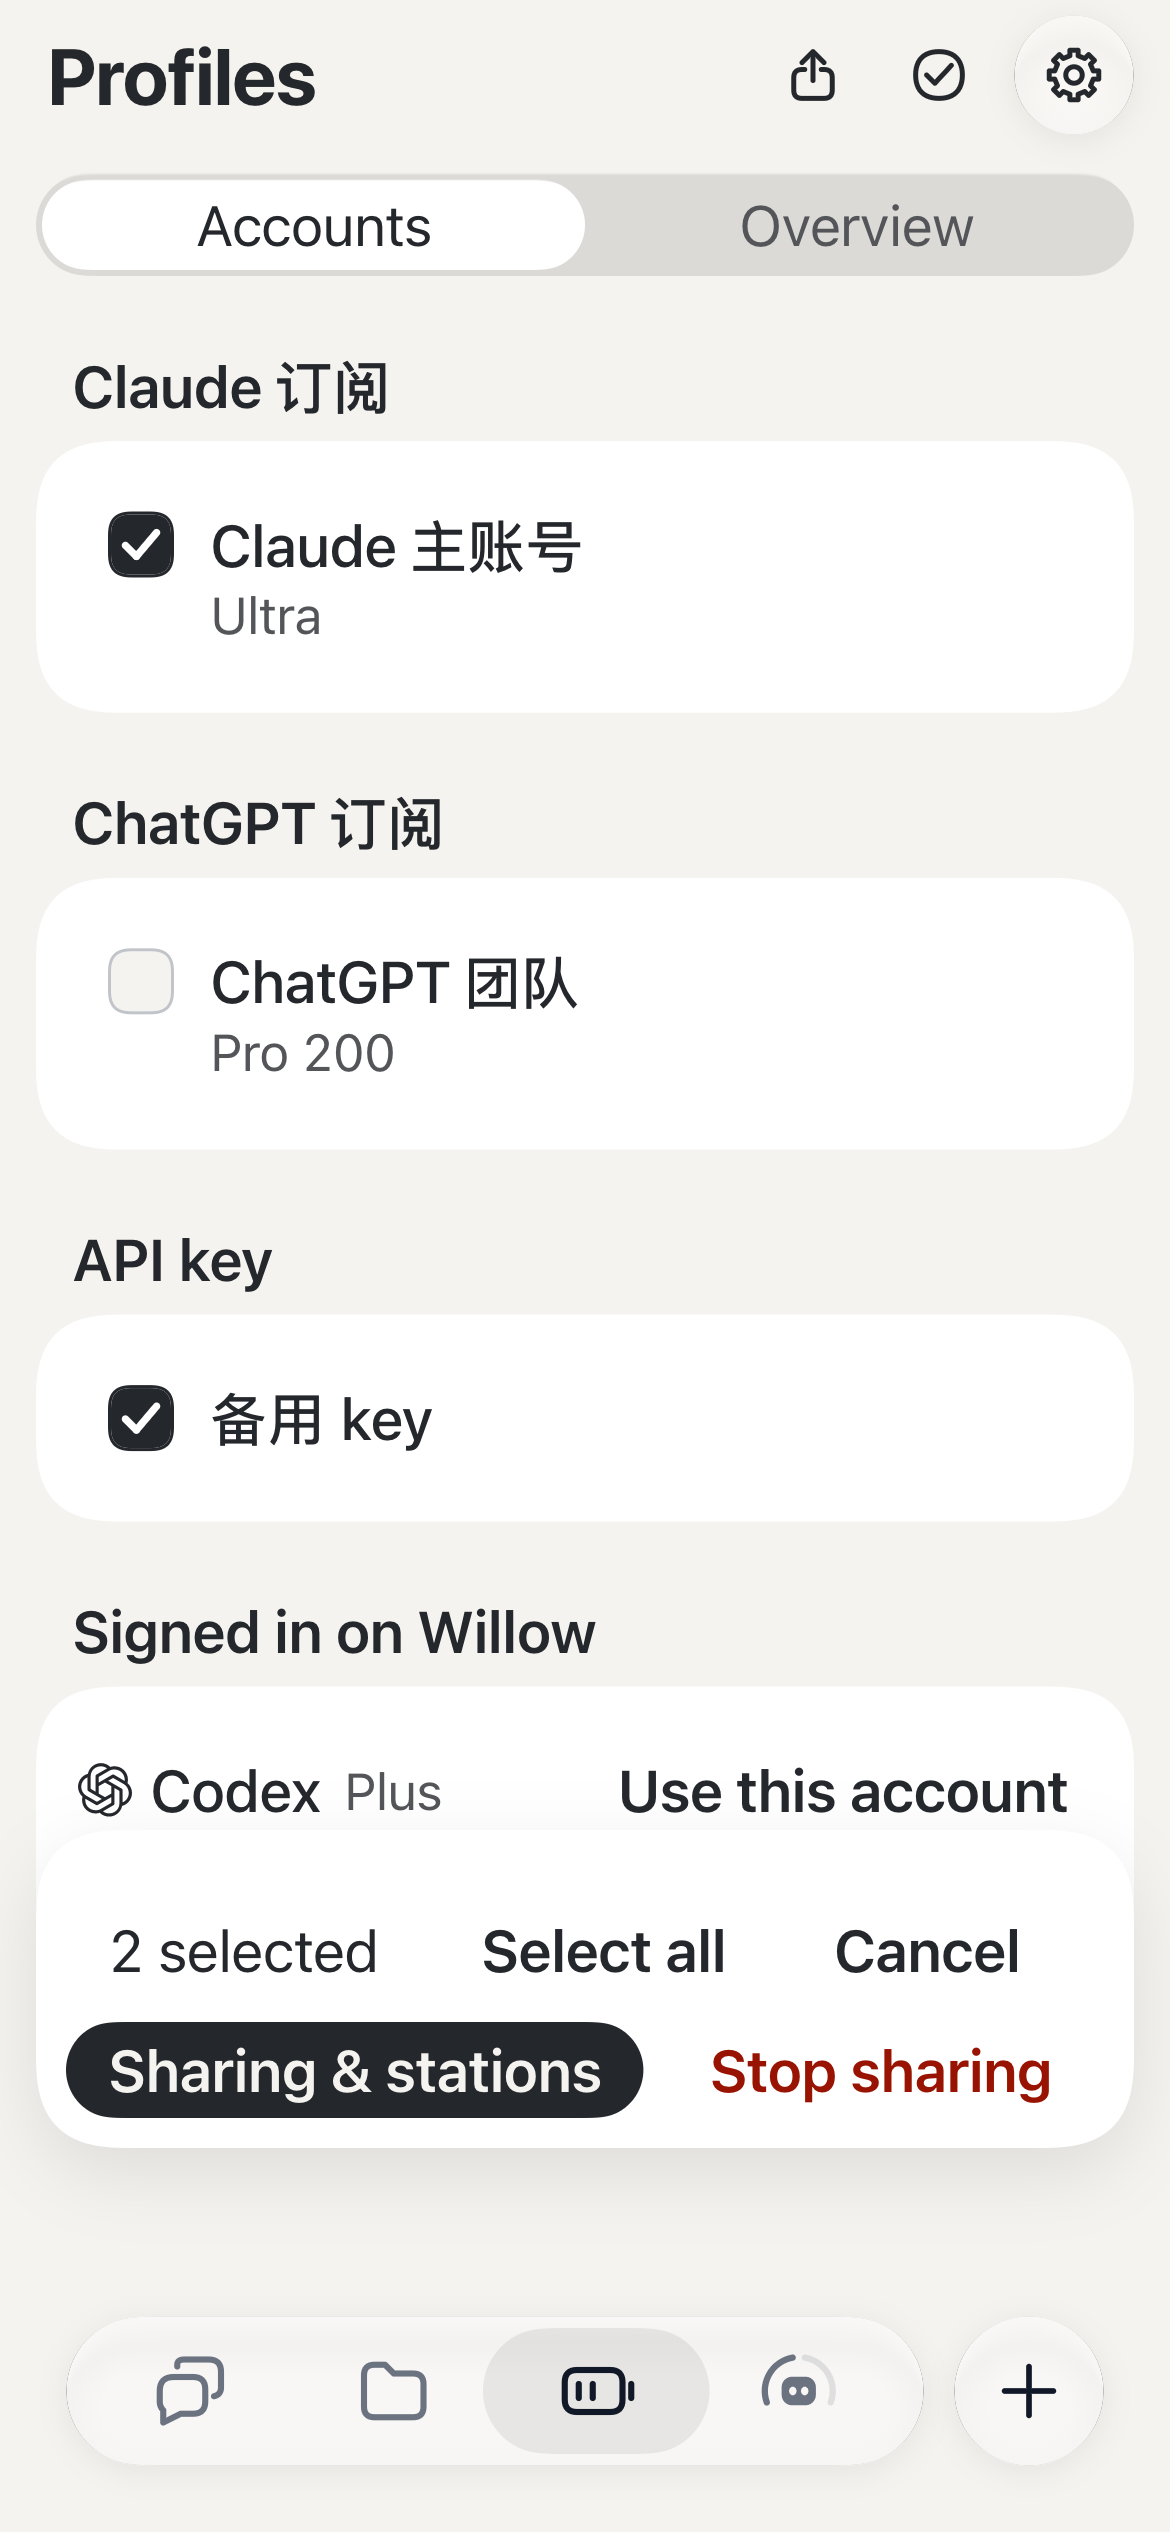 Profiles
Accounts
Overview
Claude 订阅
Claude 主账号
Ultra
ChatGPT 订阅
ChatGPT 团队
Pro 200
API key
备用 key
Signed in on Willow
Codex Plus
Use this account
2 selected
Select all
Cancel
Sharing & stations
Stop sharing